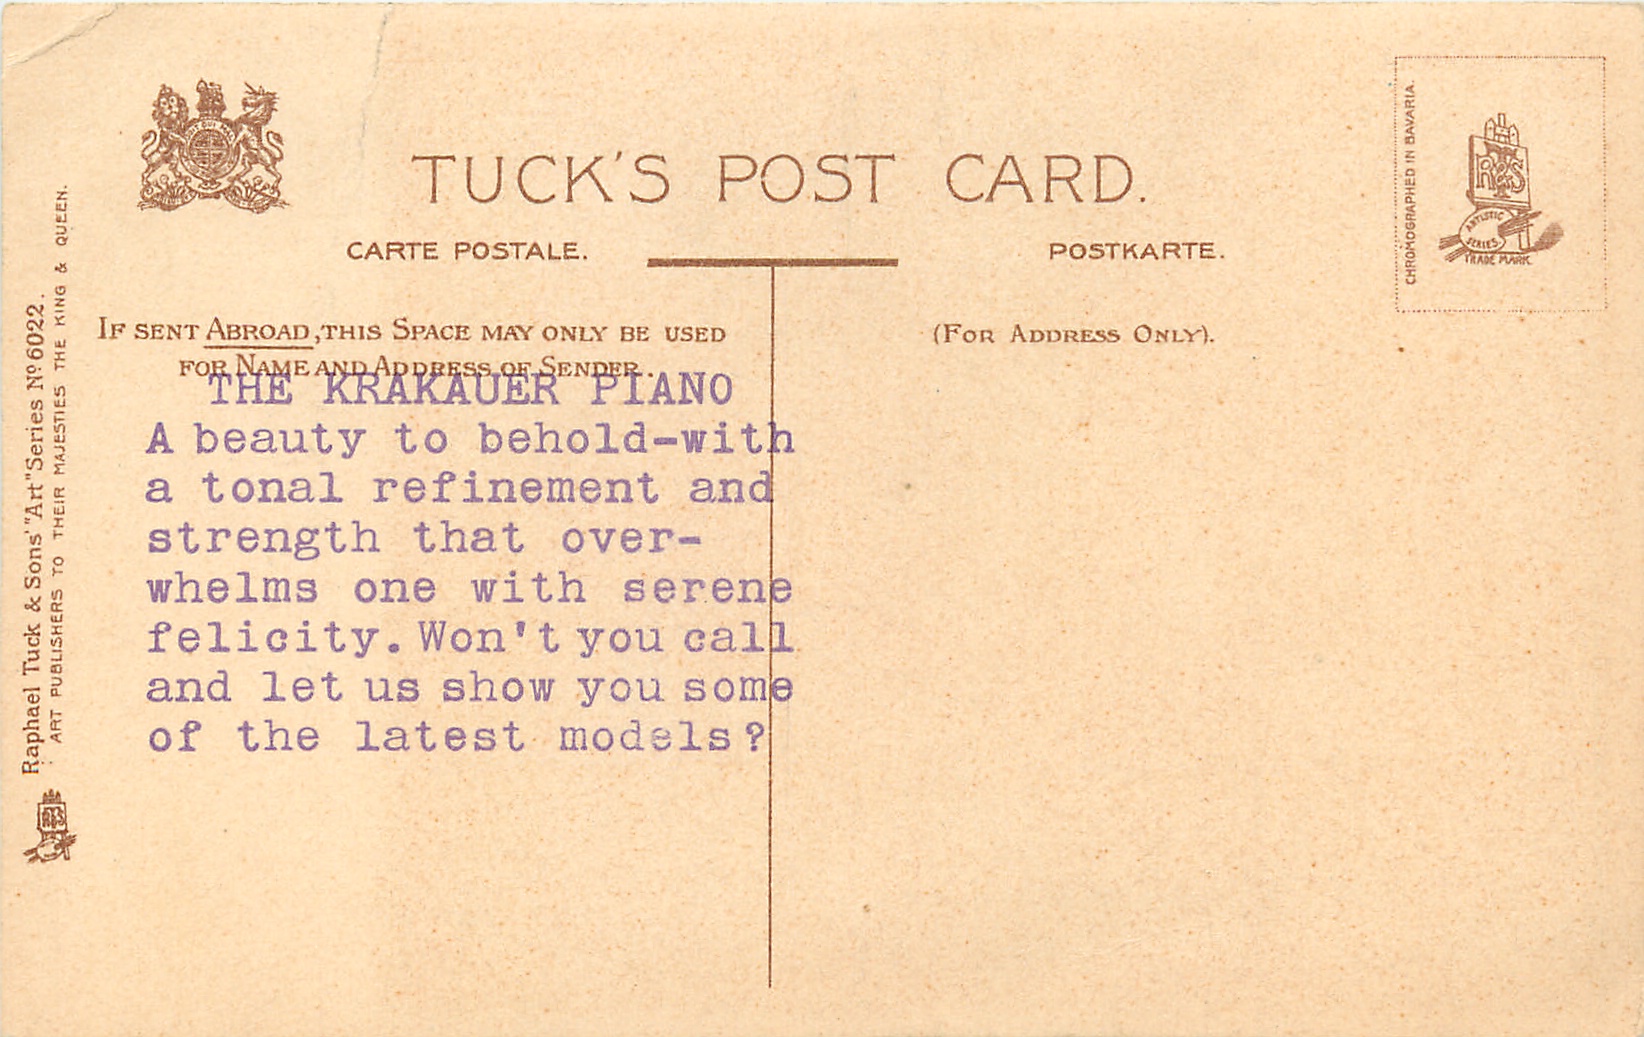 TUCK'S POST CARD.
CARTE POSTALE.
POSTKARTE.
CHROMOGRAPHED IN BAVARIA.
R T S
ARTISTIC
SERIES.
TRADE MARK.
IF SENT ABROAD, THIS SPACE MAY ONLY BE USED
FOR NAME AND ADDRESS OF SENDER.
(FOR ADDRESS ONLY).
THE KRAKAUER PIANO
A beauty to behold-with
a tonal refinement and
strength that over-
whelms one with serene
felicity. Won't you call
and let us show you some
of the latest models?
Raphael Tuck & Sons' "Art" Series No 6022.
ART PUBLISHERS TO THEIR MAJESTIES THE KING & QUEEN.